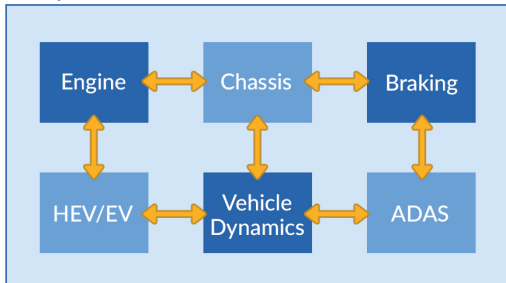 Engine
Chassis
Braking
HEV/EV
Vehicle
Dynamics
ADAS